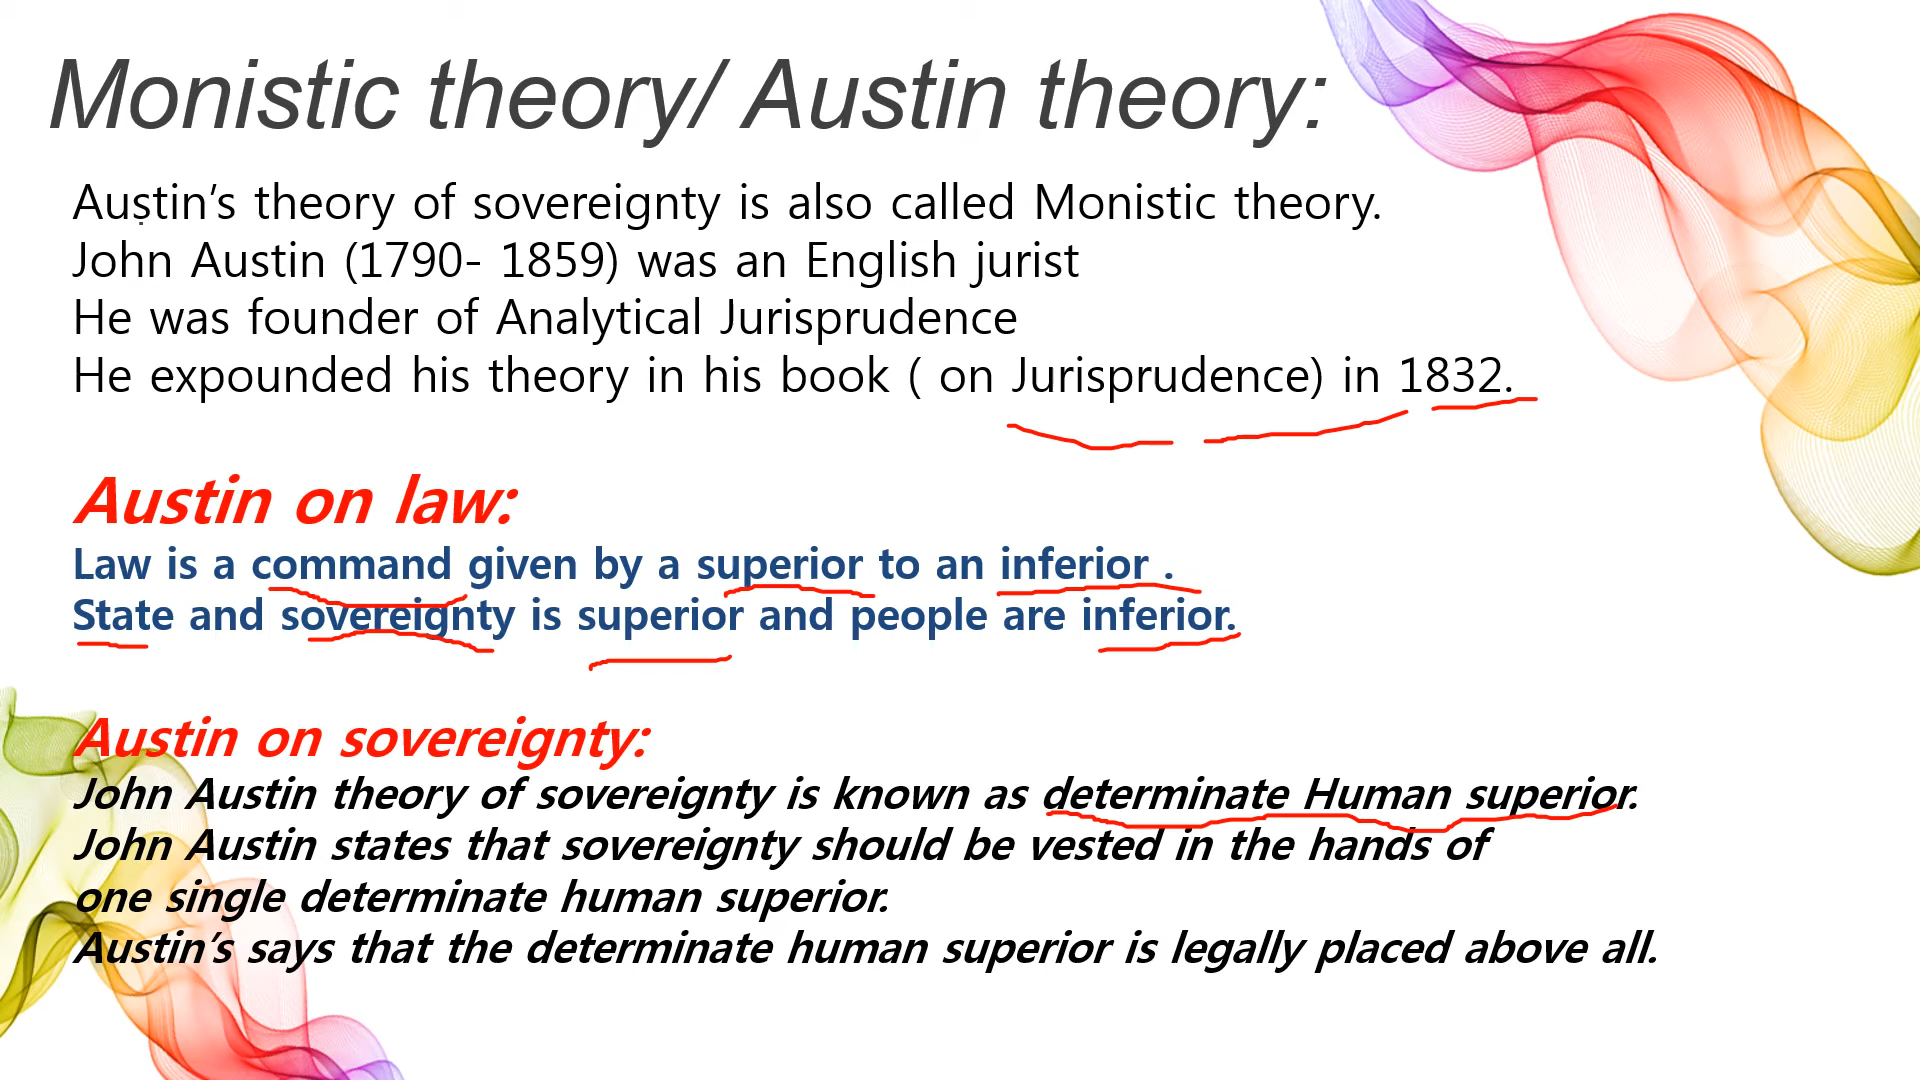 Monistic theory/ Austin theory:
Austin’s theory of sovereignty is also called Monistic theory.
John Austin (1790- 1859) was an English jurist
He was founder of Analytical Jurisprudence
He expounded his theory in his book ( on Jurisprudence) in 1832.
Austin on law:
Law is a command given by a superior to an inferior .
State and sovereignty is superior and people are inferior.
Austin on sovereignty:
John Austin theory of sovereignty is known as determinate Human superior.
John Austin states that sovereignty should be vested in the hands of
one single determinate human superior.
Austin’s says that the determinate human superior is legally placed above all.